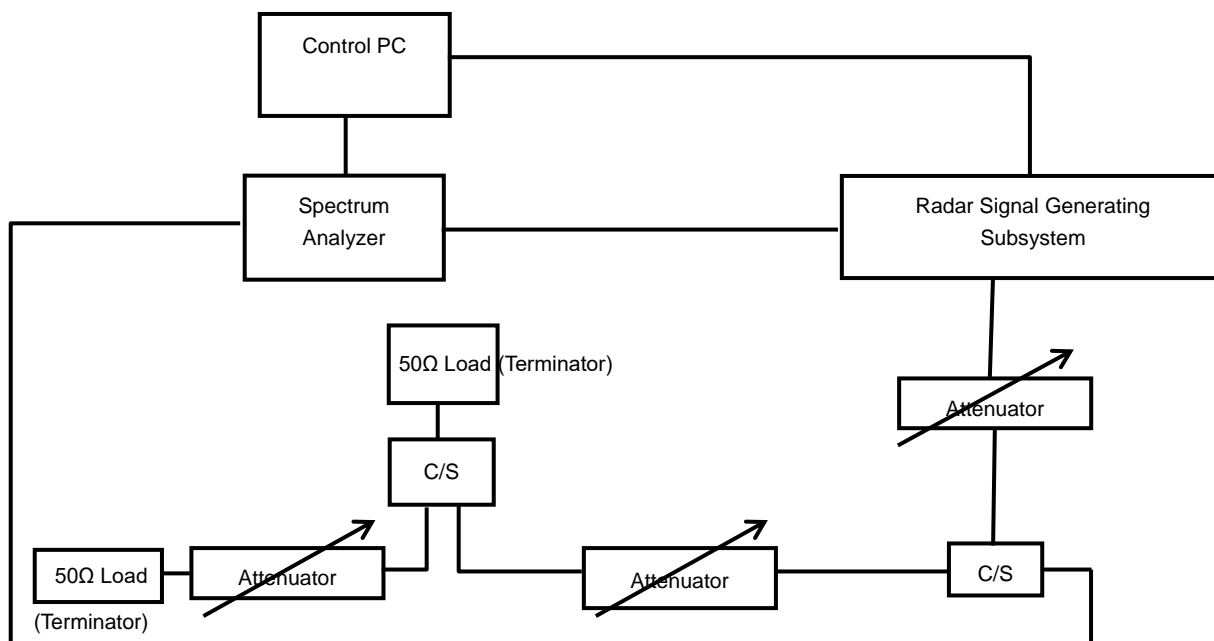 Control PC
Spectrum
Analyzer
Radar Signal Generating
Subsystem
50Ω Load (Terminator)
Attenuator
C/S
50Ω Load
(Terminator)
Attenuator
Attenuator
C/S